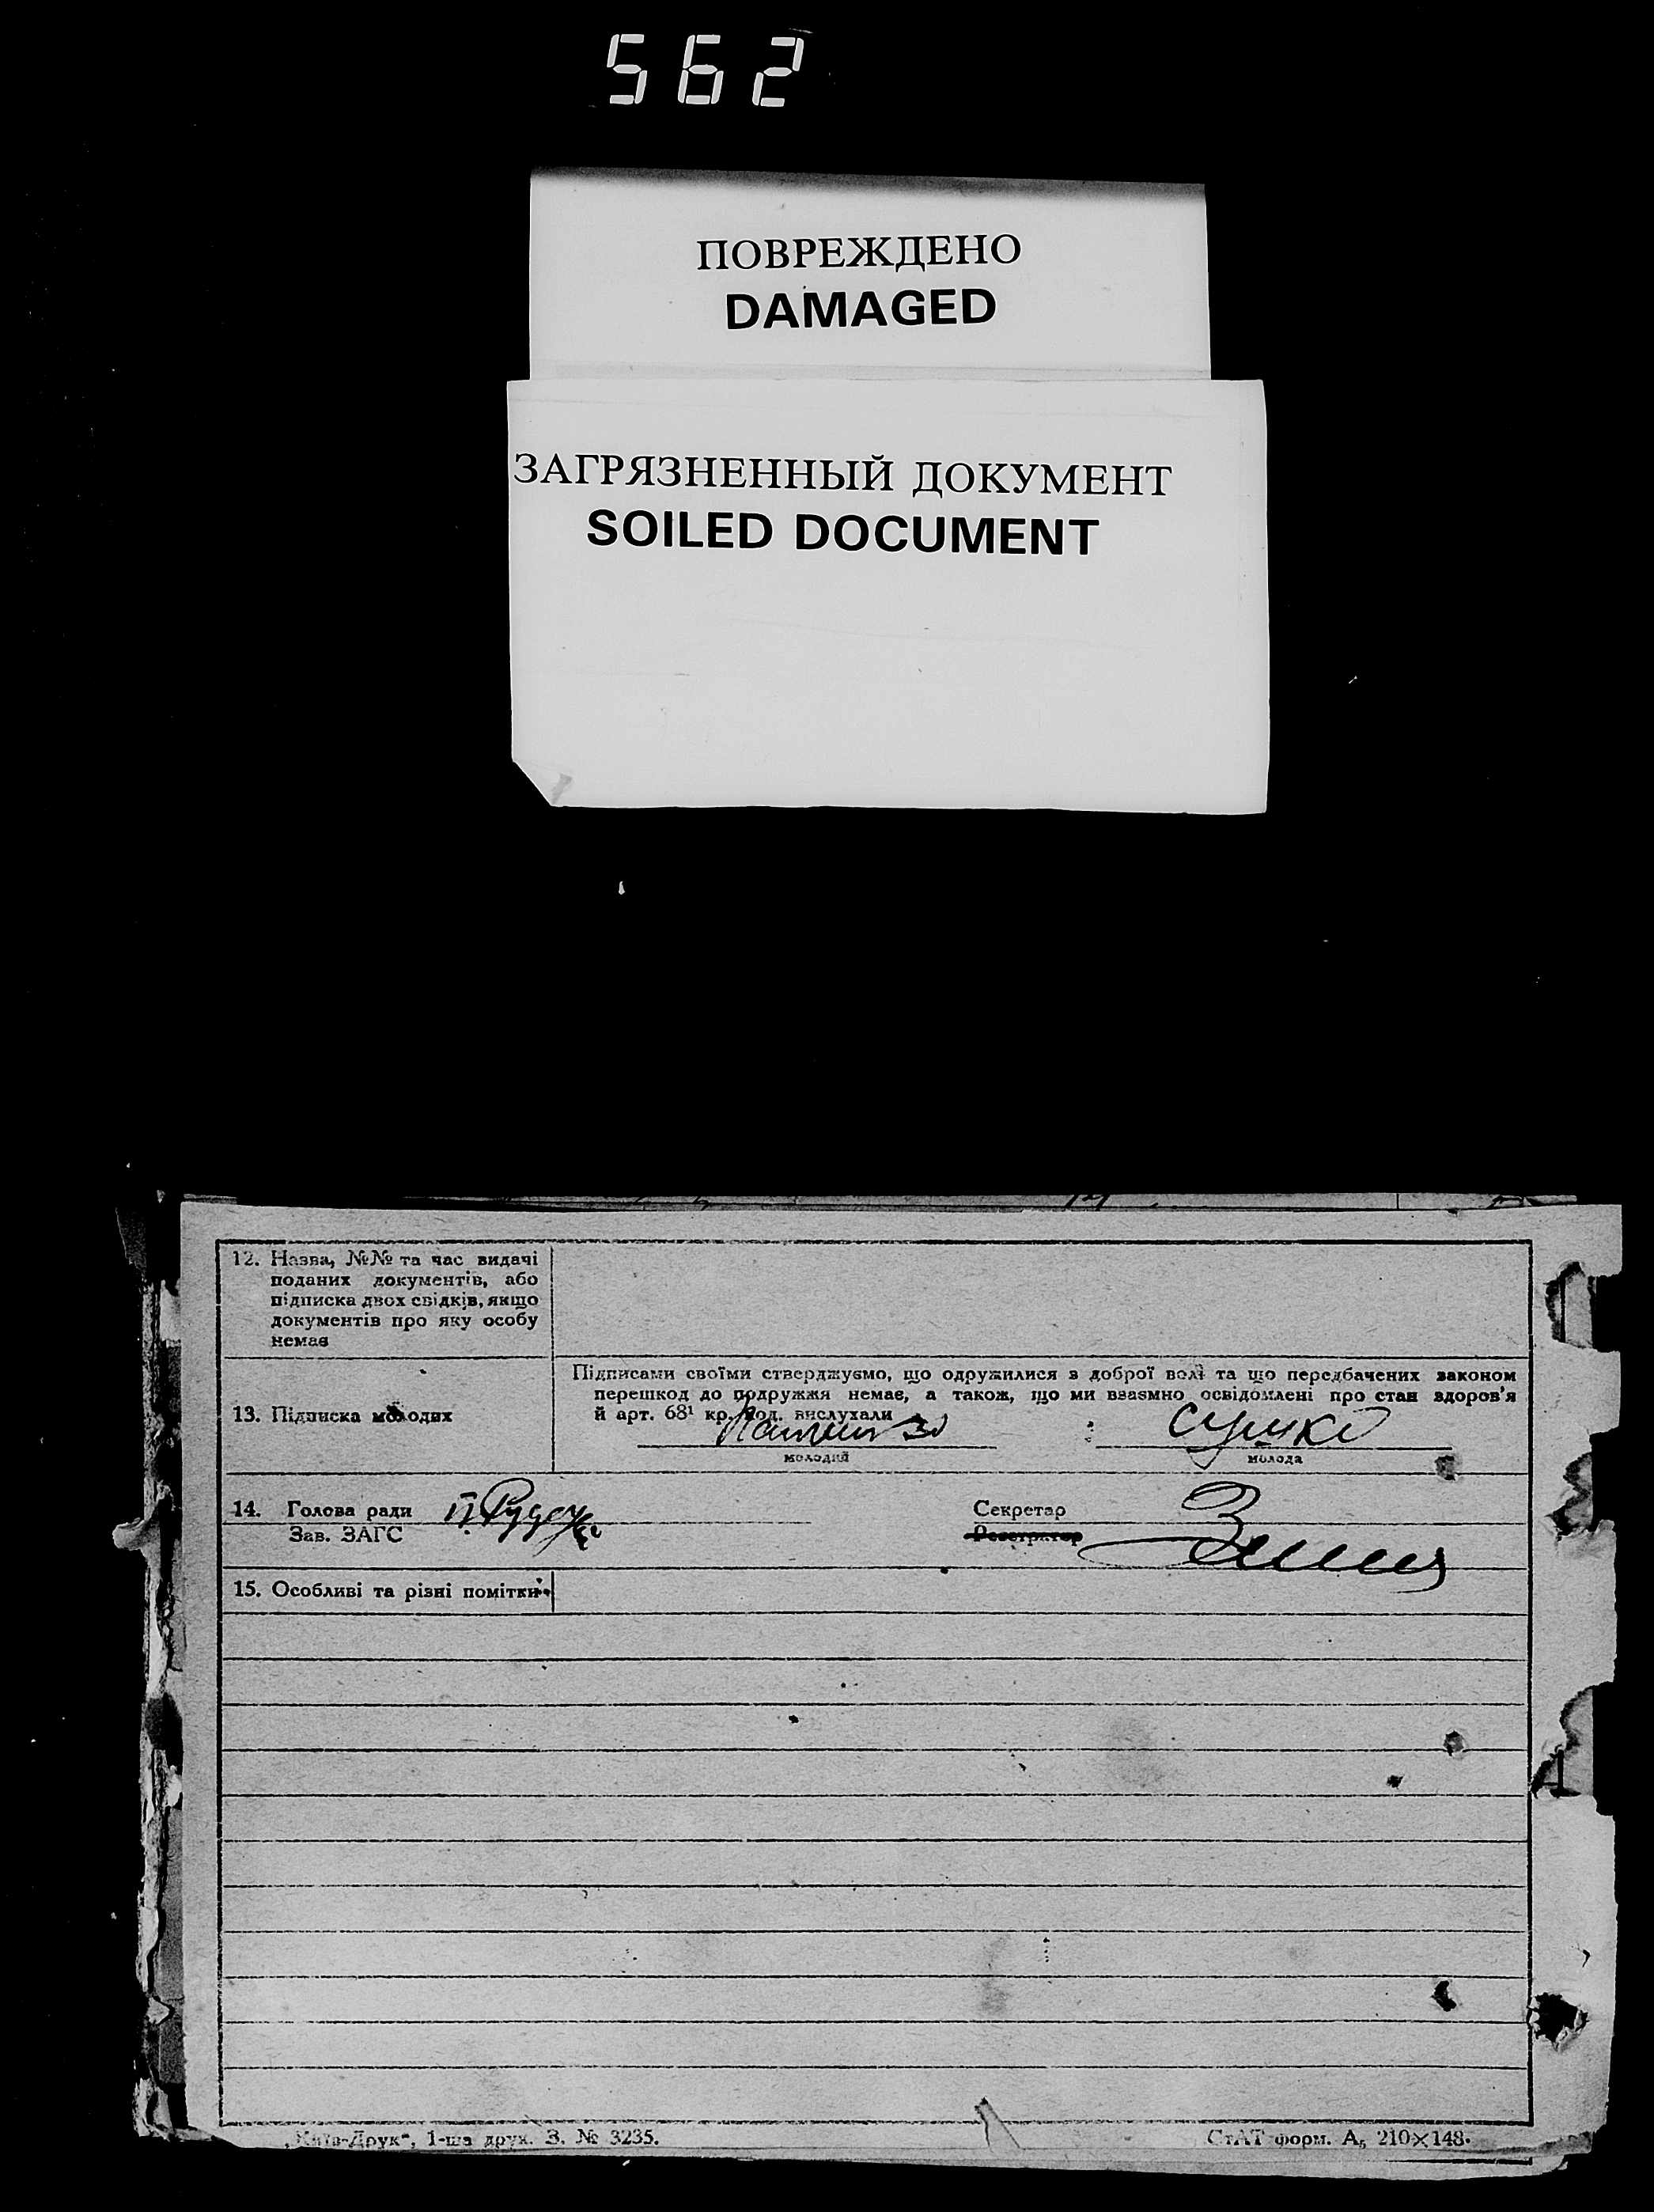 562
ПОВРЕЖДЕНО
DAMAGED
ЗАГРЯЗНЕННЫЙ ДОКУМЕНТ
SOILED DOCUMENT
12. Назва, №№ та час видачі
поданих документів, або
підписка двох свідків, якщо
документів про яку особу
немає
13. Підписка молодих
Підписами своїми стверджуємо, що одружилися з доброї волі та що передбачених законом
перешкод до подружжя немає, а також, що ми взаємно освідомлені про стан здоров'я
й арт. 68¹ кр. код. вислухали
молодий
молода
14. Голова ради
Зав. ЗАГС
Секретар
Реєстратор
15. Особливі та різні помітки
„Київ-Друк“, 1-ша друк. З. № 3235.
СтАТ форм. А₅ 210×148.